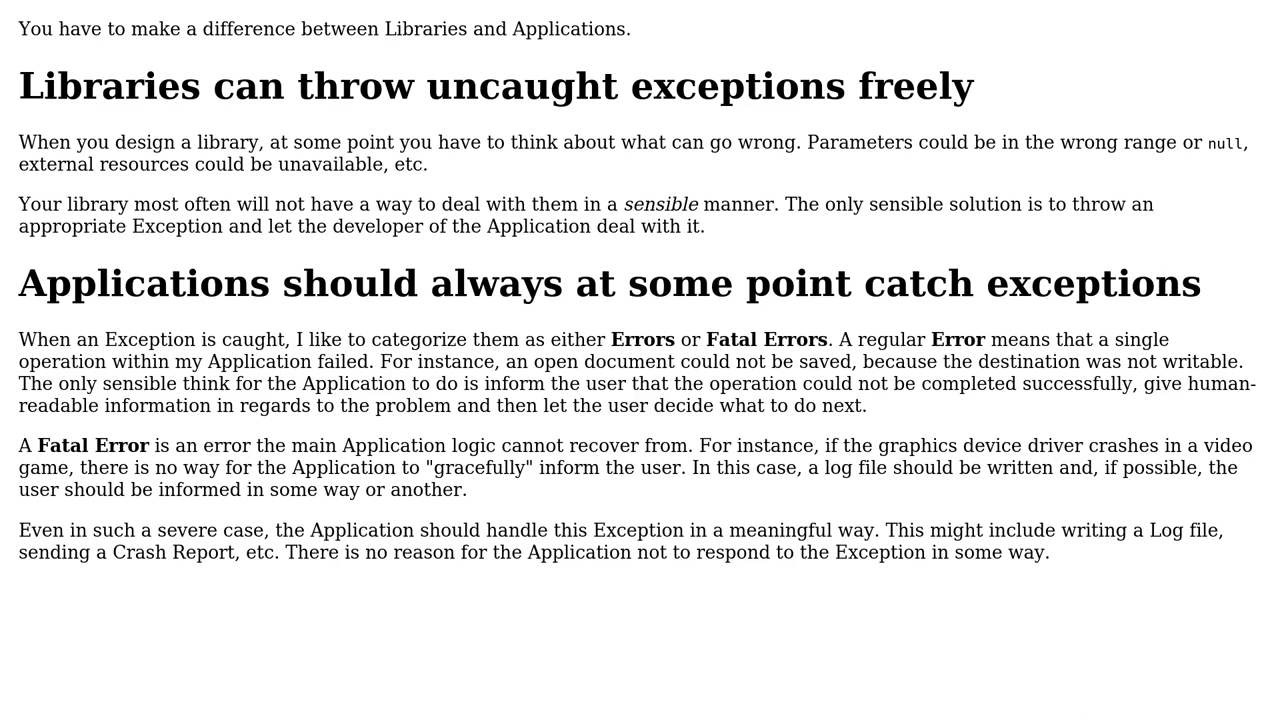 You have to make a difference between Libraries and Applications.
Libraries can throw uncaught exceptions freely
When you design a library, at some point you have to think about what can go wrong. Parameters could be in the wrong range or null,
external resources could be unavailable, etc.
Your library most often will not have a way to deal with them in a sensible manner. The only sensible solution is to throw an
appropriate Exception and let the developer of the Application deal with it.
Applications should always at some point catch exceptions
When an Exception is caught, I like to categorize them as either Errors or Fatal Errors. A regular Error means that a single
operation within my Application failed. For instance, an open document could not be saved, because the destination was not writable.
The only sensible think for the Application to do is inform the user that the operation could not be completed successfully, give human-
readable information in regards to the problem and then let the user decide what to do next.
A Fatal Error is an error the main Application logic cannot recover from. For instance, if the graphics device driver crashes in a video
game, there is no way for the Application to "gracefully" inform the user. In this case, a log file should be written and, if possible, the
user should be informed in some way or another.
Even in such a severe case, the Application should handle this Exception in a meaningful way. This might include writing a Log file,
sending a Crash Report, etc. There is no reason for the Application not to respond to the Exception in some way.